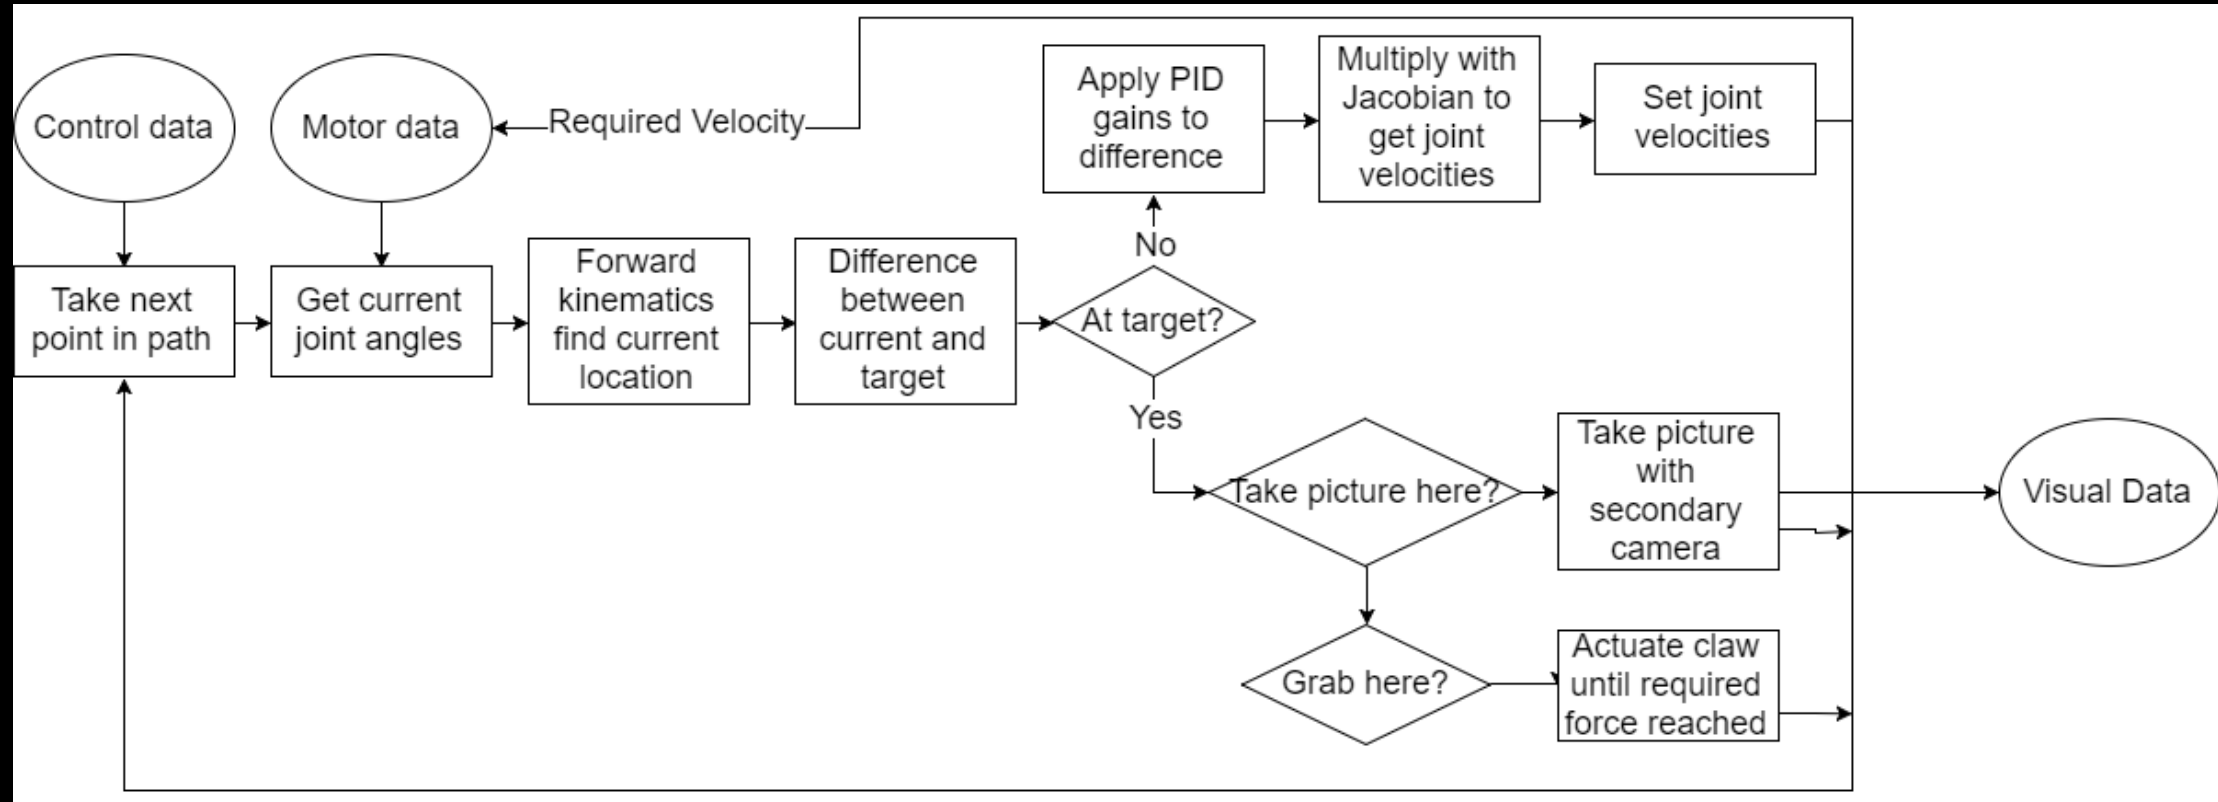 Control data
Motor data
Required Velocity
Apply PID
gains to
difference
Multiply with
Jacobian to
get joint
velocities
Set joint
velocities
Take next
point in path
Get current
joint angles
Forward
kinematics
find current
location
Difference
between
current and
target
No
At target?
Yes
Take picture here?
Take picture
with
secondary
camera
Visual Data
Grab here?
Actuate claw
until required
force reached